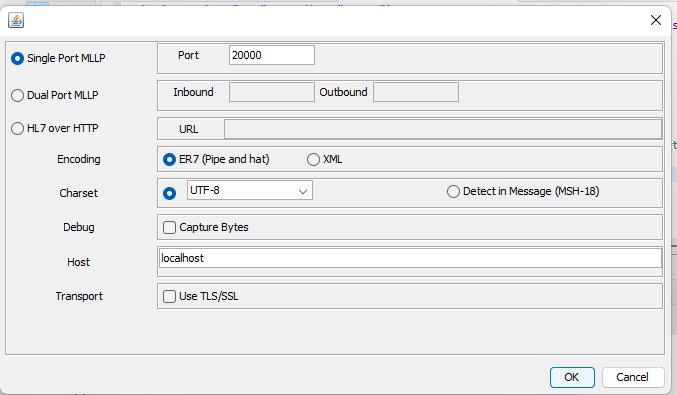 Single Port MLLP Port 20000
Dual Port MLLP Inbound Outbound
HL7 over HTTP URL
Encoding ER7 (Pipe and hat) XML
Charset UTF-8 Detect in Message (MSH-18)
Debug Capture Bytes
Host localhost
Transport Use TLS/SSL
OK Cancel